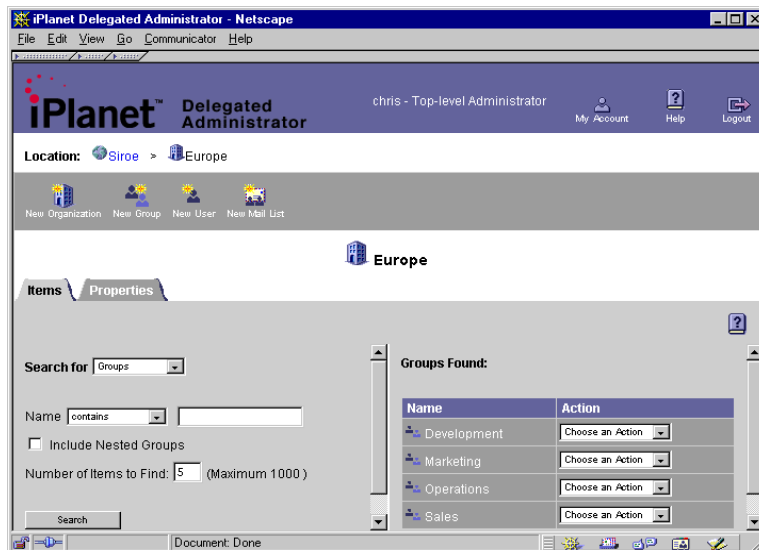 iPlanet Delegated Administrator - Netscape
File Edit View Go Communicator Help
iPlanet™ Delegated Administrator
chris - Top-level Administrator
My Account Help Logout
Location: Siroe > Europe
New Organization New Group New User New Mail List
Europe
Items Properties
Search for Groups
Name contains
Include Nested Groups
Number of Items to Find: 5 (Maximum 1000 )
Search
Groups Found:
Name Action
Development Choose an Action
Marketing Choose an Action
Operations Choose an Action
Sales Choose an Action
Document: Done